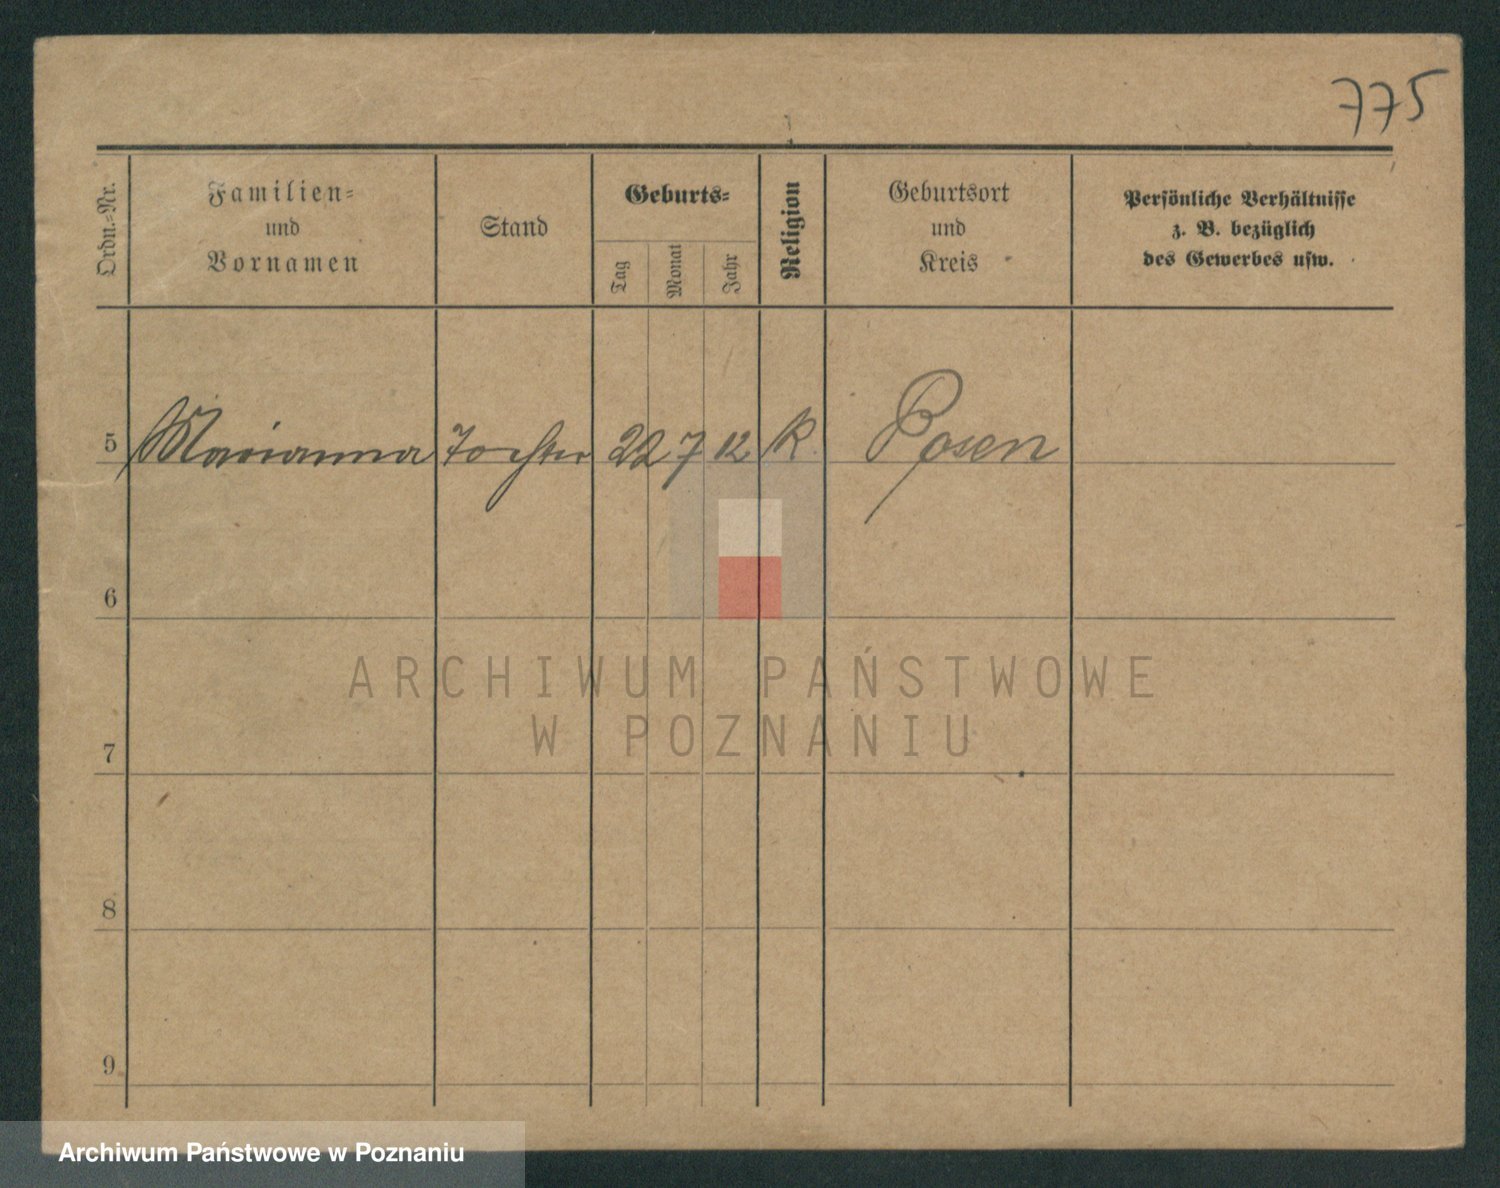 775
Ordn.=Nr.
Familien=
und
Vornamen
Stand
Geburts=
Tag
Monat
Jahr
Religion
Geburtsort
und
Kreis
Persönliche Verhältnisse
z. B. bezüglich
des Gewerbes usw.
5 Marianna Tochter 22 7 12 K. Posen
6
7
8
9
ARCHIWUM PAŃSTWOWE
W POZNANIU
Archiwum Państwowe w Poznaniu